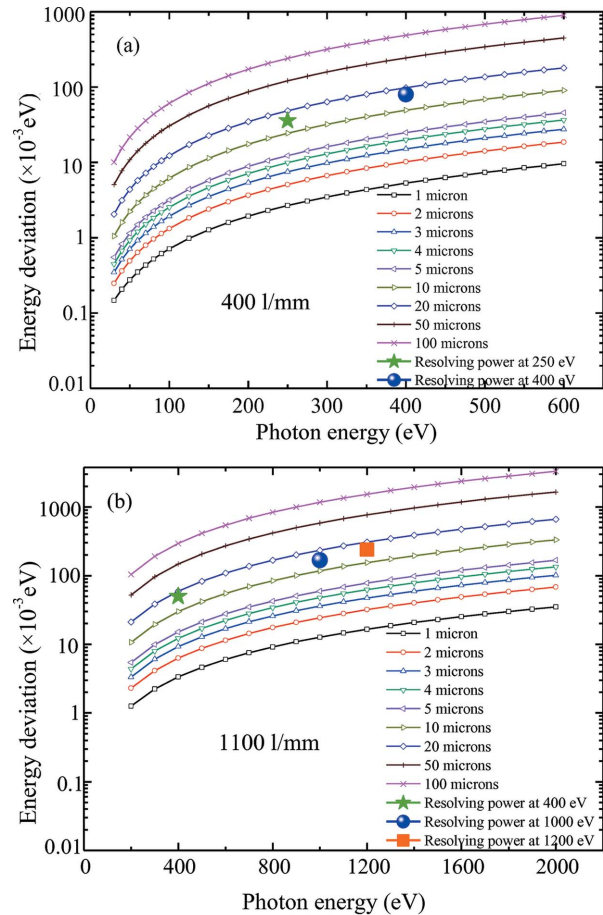 1000
(a)
100
10
1
0.1
0.01
Energy deviation (×10⁻³ eV)
400 l/mm
1 micron
2 microns
3 microns
4 microns
5 microns
10 microns
20 microns
50 microns
100 microns
Resolving power at 250 eV
Resolving power at 400 eV
0 100 200 300 400 500 600
Photon energy (eV)
(b)
1000
100
10
1
0.1
0.01
Energy deviation (×10⁻³ eV)
1100 l/mm
1 micron
2 microns
3 microns
4 microns
5 microns
10 microns
20 microns
50 microns
100 microns
Resolving power at 400 eV
Resolving power at 1000 eV
Resolving power at 1200 eV
0 400 800 1200 1600 2000
Photon energy (eV)